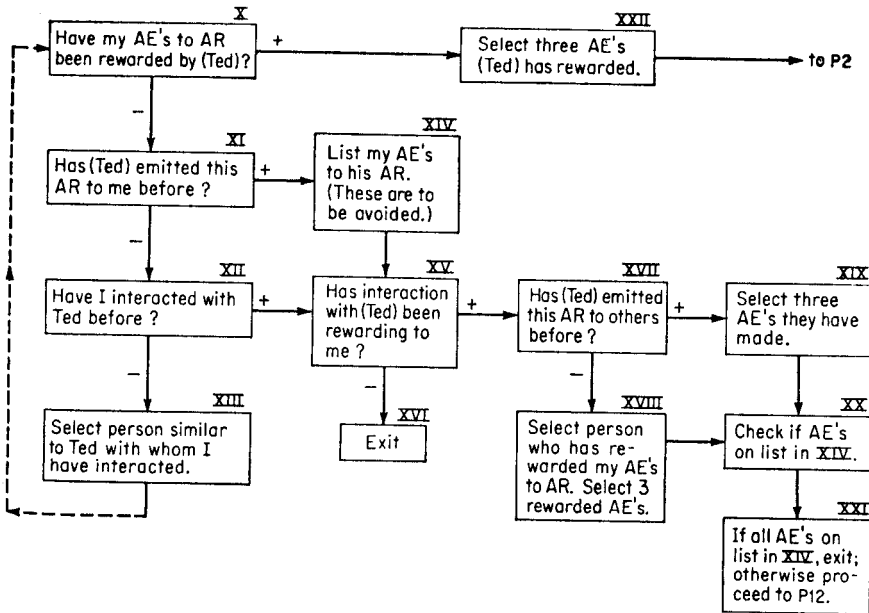 X
Have my AE's to AR
been rewarded by (Ted)?
+
XXII
Select three AE's
(Ted) has rewarded.
to P2
–
XI
Has (Ted) emitted this
AR to me before ?
+
XIV
List my AE's
to his AR.
(These are to
be avoided.)
–
XII
Have I interacted with
Ted before ?
+
XV
Has interaction
with (Ted) been
rewarding to
me ?
+
XVII
Has (Ted) emitted
this AR to others
before ?
+
XIX
Select three
AE's they have
made.
–
XIII
Select person similar
to Ted with whom I
have interacted.
–
XVI
Exit
–
XVIII
Select person
who has re-
warded my AE's
to AR. Select 3
rewarded AE's.
XX
Check if AE's
on list in XIV.
XXI
If all AE's on
list in XIV, exit;
otherwise pro-
ceed to P12.